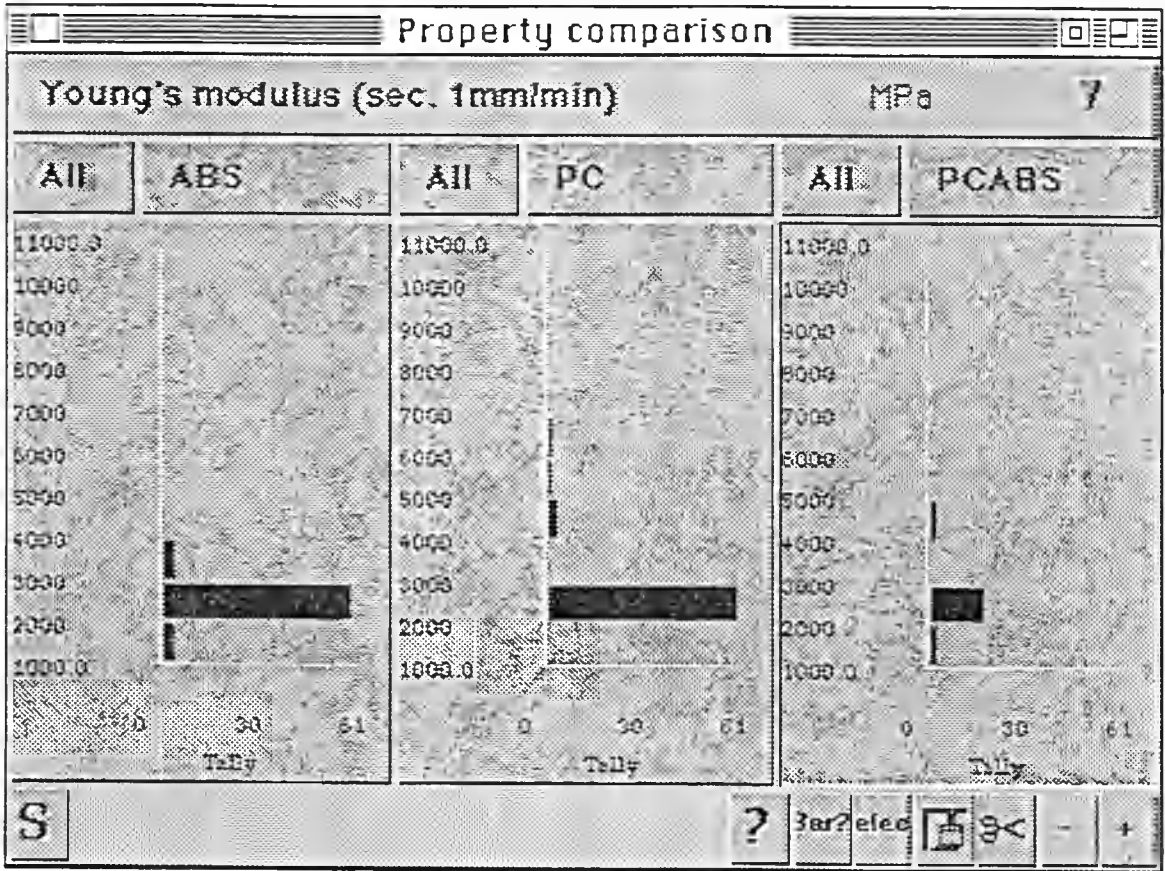 Property comparison
Young's modulus (sec. 1mm/min) MPa 7
All ABS All PC All PCABS
11000.0 11000.0 11000.0
10000 10000 10000
9000 9000 9000
8000 8000 8000
7000 7000 7000
6000 6000 6000
5000 5000 5000
4000 4000 4000
3000 3000 3000
2000 2000 2000
1000.0 1000.0 1000.0
0 30 61 0 30 61 0 30 61
Tally Tally Tally
S ? Bar? elec - +